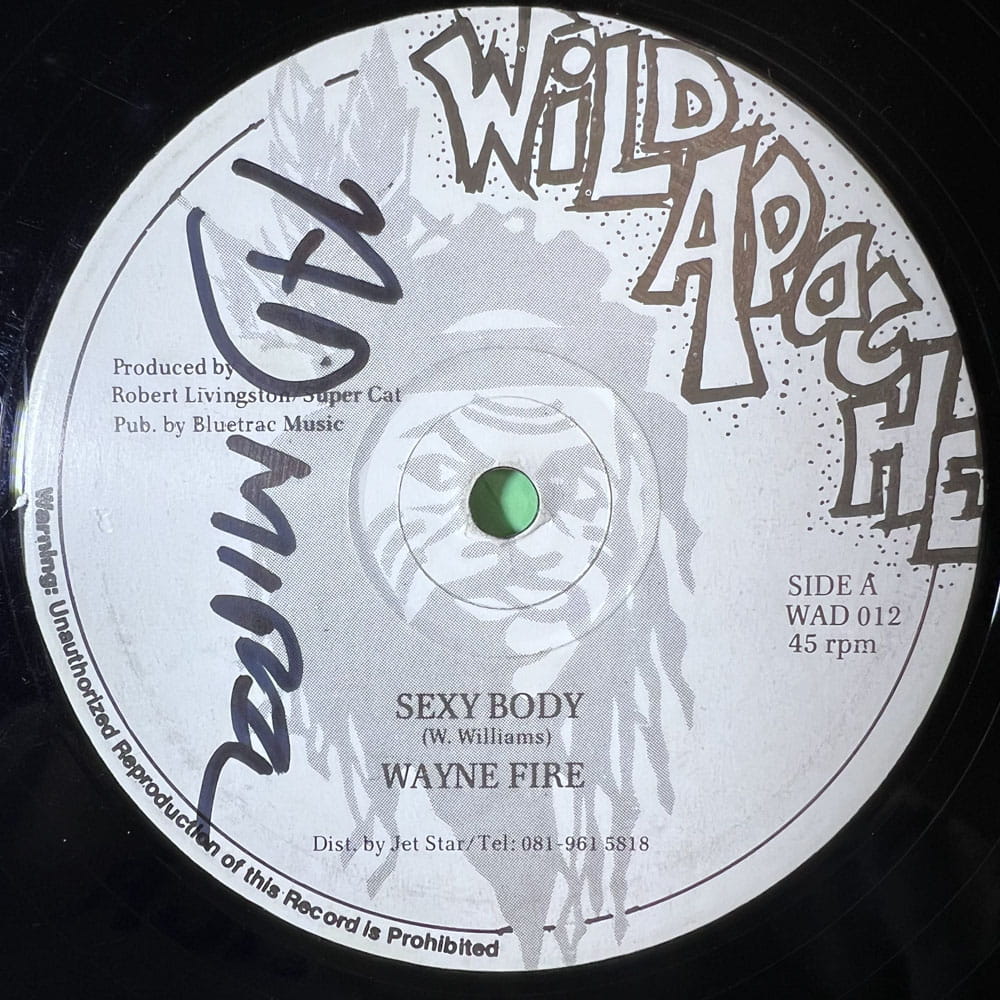 WiLD
APACHE
Produced by
Robert Livingston/Super Cat
Pub. by Bluetrac Music
SIDE A
WAD 012
45 rpm
SEXY BODY
(W. Williams)
WAYNE FIRE
Dist. by Jet Star/Tel: 081-961 5818
Warning: Unauthorized Reproduction of this Record is Prohibited